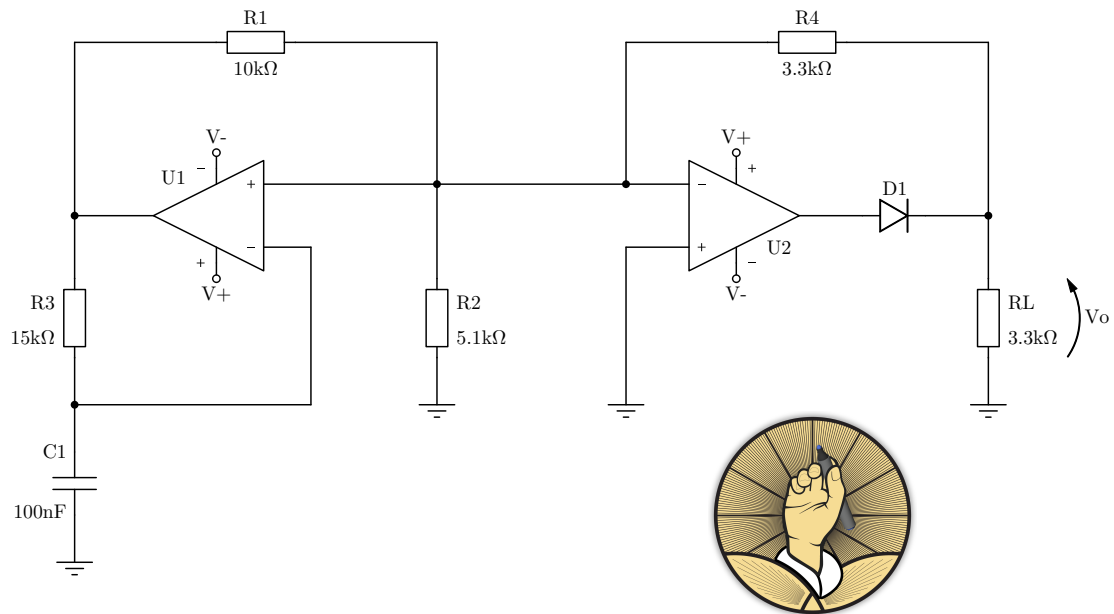 R1
10kΩ
R4
3.3kΩ
V-
U1
−
+
−
+
V+
V+
+
−
+
U2
−
V-
D1
R3
15kΩ
R2
5.1kΩ
RL
3.3kΩ
Vo
C1
100nF